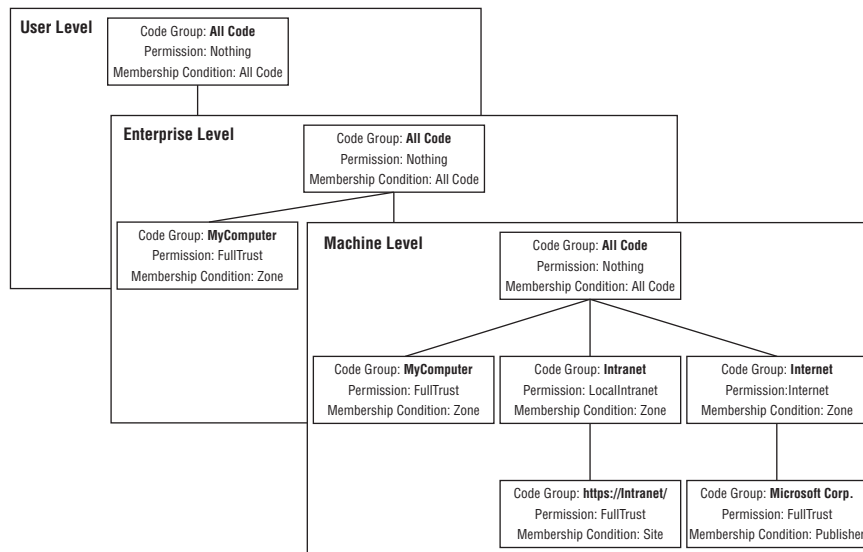 User Level
Code Group: All Code
Permission: Nothing
Membership Condition: All Code
Enterprise Level
Code Group: All Code
Permission: Nothing
Membership Condition: All Code
Code Group: MyComputer
Permission: FullTrust
Membership Condition: Zone
Machine Level
Code Group: All Code
Permission: Nothing
Membership Condition: All Code
Code Group: MyComputer
Permission: FullTrust
Membership Condition: Zone
Code Group: Intranet
Permission: LocalIntranet
Membership Condition: Zone
Code Group: Internet
Permission:Internet
Membership Condition: Zone
Code Group: https://Intranet/
Permission: FullTrust
Membership Condition: Site
Code Group: Microsoft Corp.
Permission: FullTrust
Membership Condition: Publisher